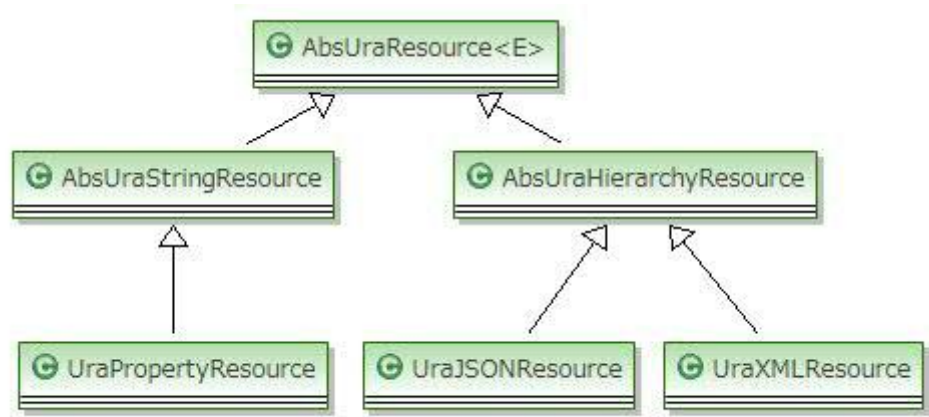 AbsUraResource<E>
AbsUraStringResource
AbsUraHierarchyResource
UraPropertyResource
UraJSONResource
UraXMLResource